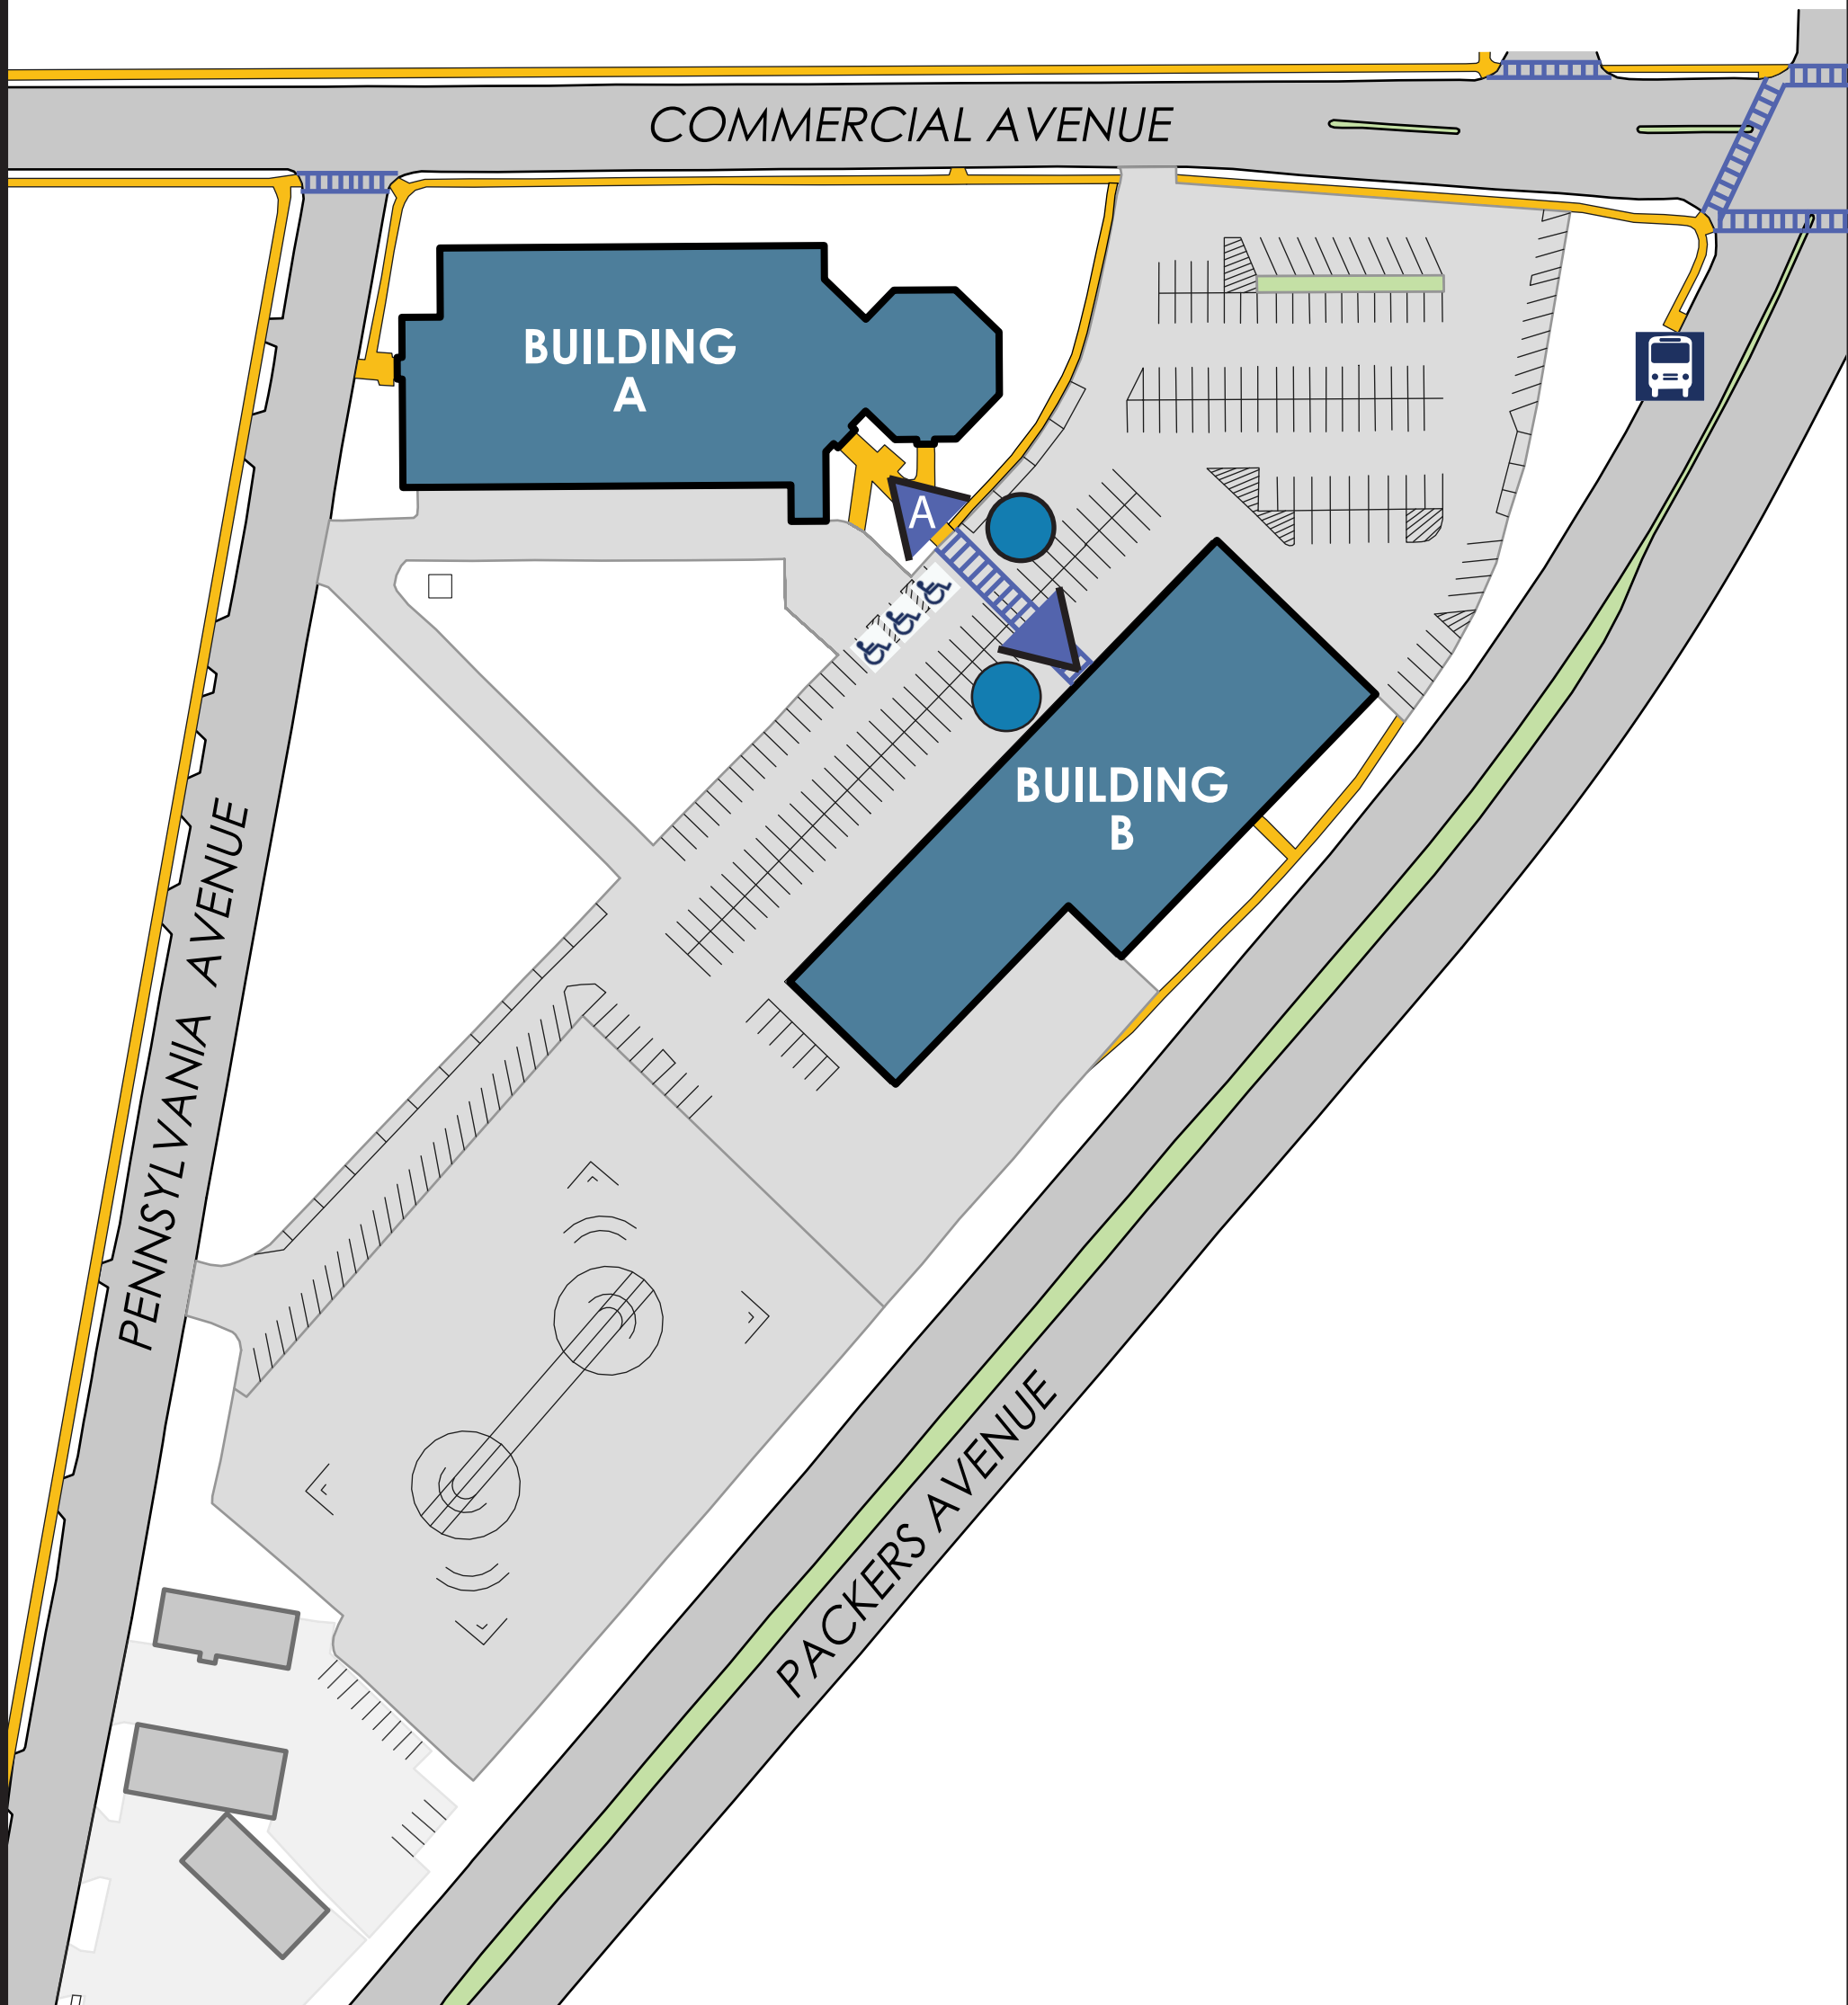 COMMERCIAL AVENUE
BUILDING
A
A
BUILDING
B
PENNSYLVANIA AVENUE
PACKERS AVENUE